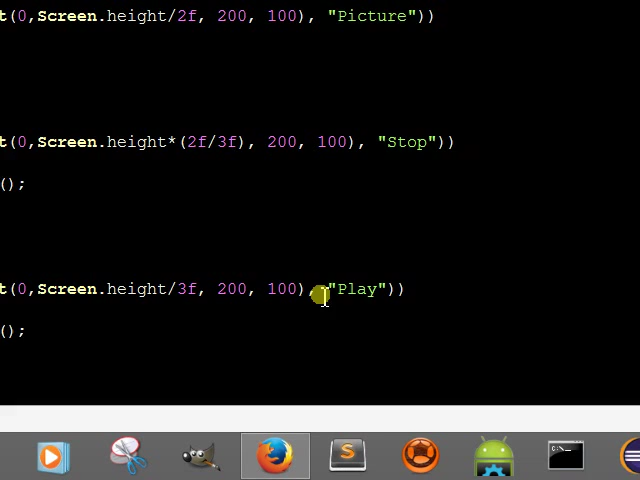 t(0,Screen.height/2f, 200, 100), "Picture"))
t(0,Screen.height*(2f/3f), 200, 100), "Stop"))
();
t(0,Screen.height/3f, 200, 100), "Play"))
();